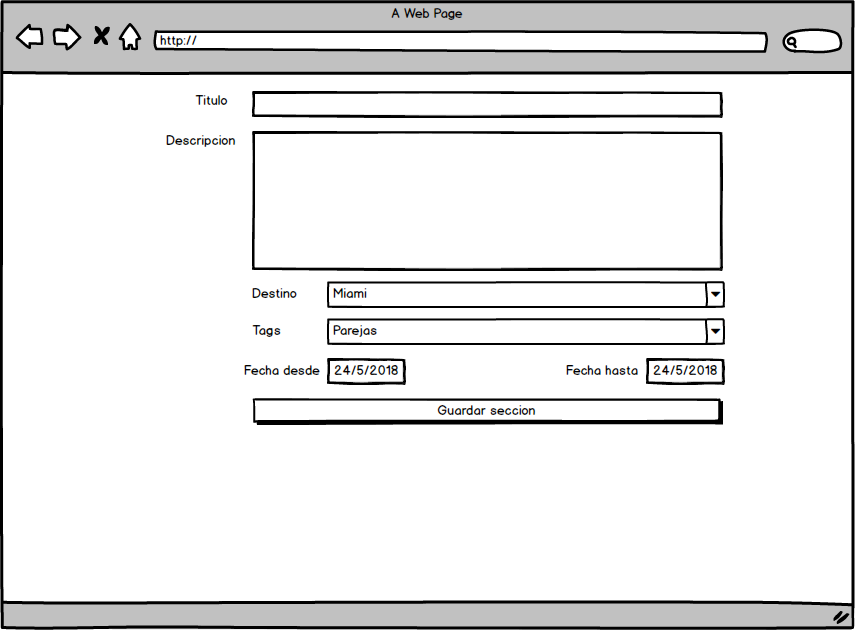 A Web Page
http://
Titulo
Descripcion
Destino Miami
Tags Parejas
Fecha desde 24/5/2018 Fecha hasta 24/5/2018
Guardar seccion